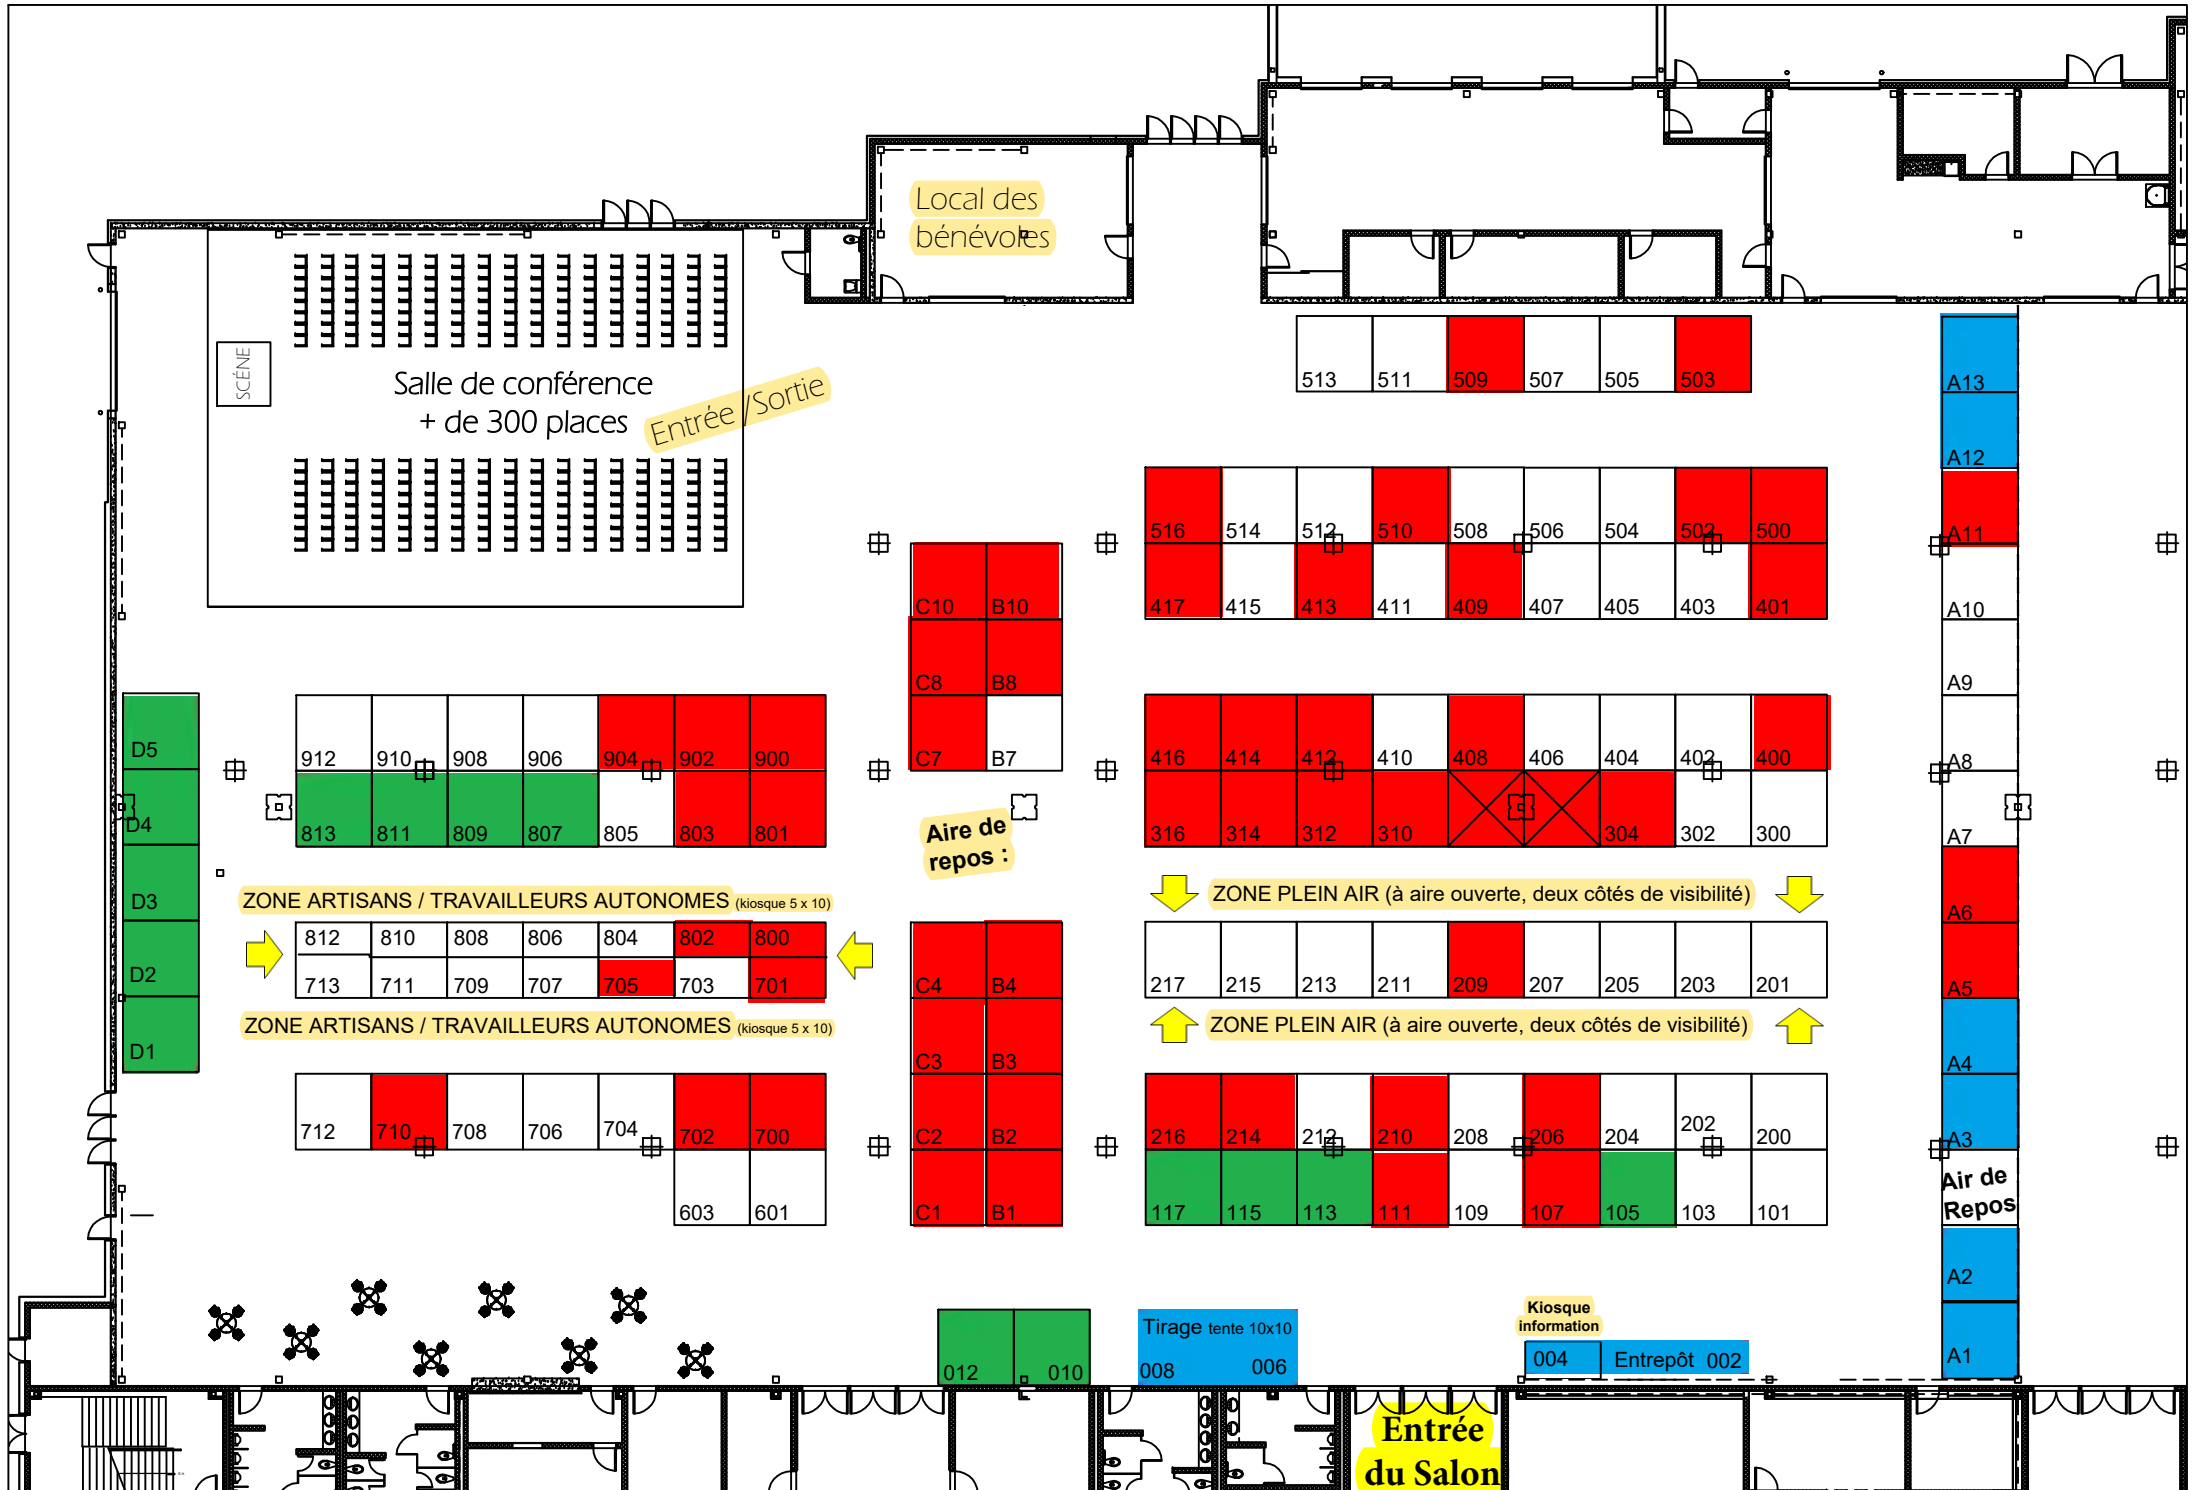 Local des
bénévoles
SCÉNE
Salle de conférence
+ de 300 places
Entrée /Sortie
513 511 509 507 505 503
A13
A12
516 514 512 510 508 506 504 502 500
A11
417 415 413 411 409 407 405 403 401
C10 B10
A10
C8 B8
A9
D5
912 910 908 906 904 902 900
C7 B7
416 414 412 410 408 406 404 402 400
A8
D4
813 811 809 807 805 803 801
Aire de
repos :
316 314 312 310 304 302 300
A7
D3
ZONE ARTISANS / TRAVAILLEURS AUTONOMES (kiosque 5 x 10)
ZONE PLEIN AIR (à aire ouverte, deux côtés de visibilité)
A6
812 810 808 806 804 802 800
D2
713 711 709 707 705 703 701
C4 B4
217 215 213 211 209 207 205 203 201
A5
ZONE ARTISANS / TRAVAILLEURS AUTONOMES (kiosque 5 x 10)
ZONE PLEIN AIR (à aire ouverte, deux côtés de visibilité)
D1
C3 B3
A4
712 710 708 706 704 702 700
C2 B2
216 214 212 210 208 206 204 202 200
A3
Air de
Repos
603 601
C1 B1
117 115 113 111 109 107 105 103 101
A2
012 010
Tirage tente 10x10
008 006
Kiosque
information
004 Entrepôt 002
A1
Entrée
du Salon